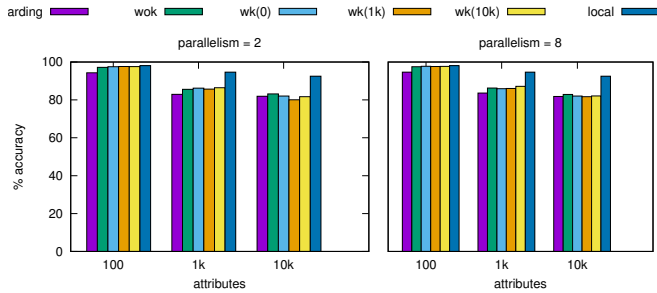 arding wok wk(0) wk(1k) wk(10k) local
parallelism = 2 parallelism = 8
100
80
60
40
20
0
% accuracy
100 1k 10k 100 1k 10k
attributes attributes